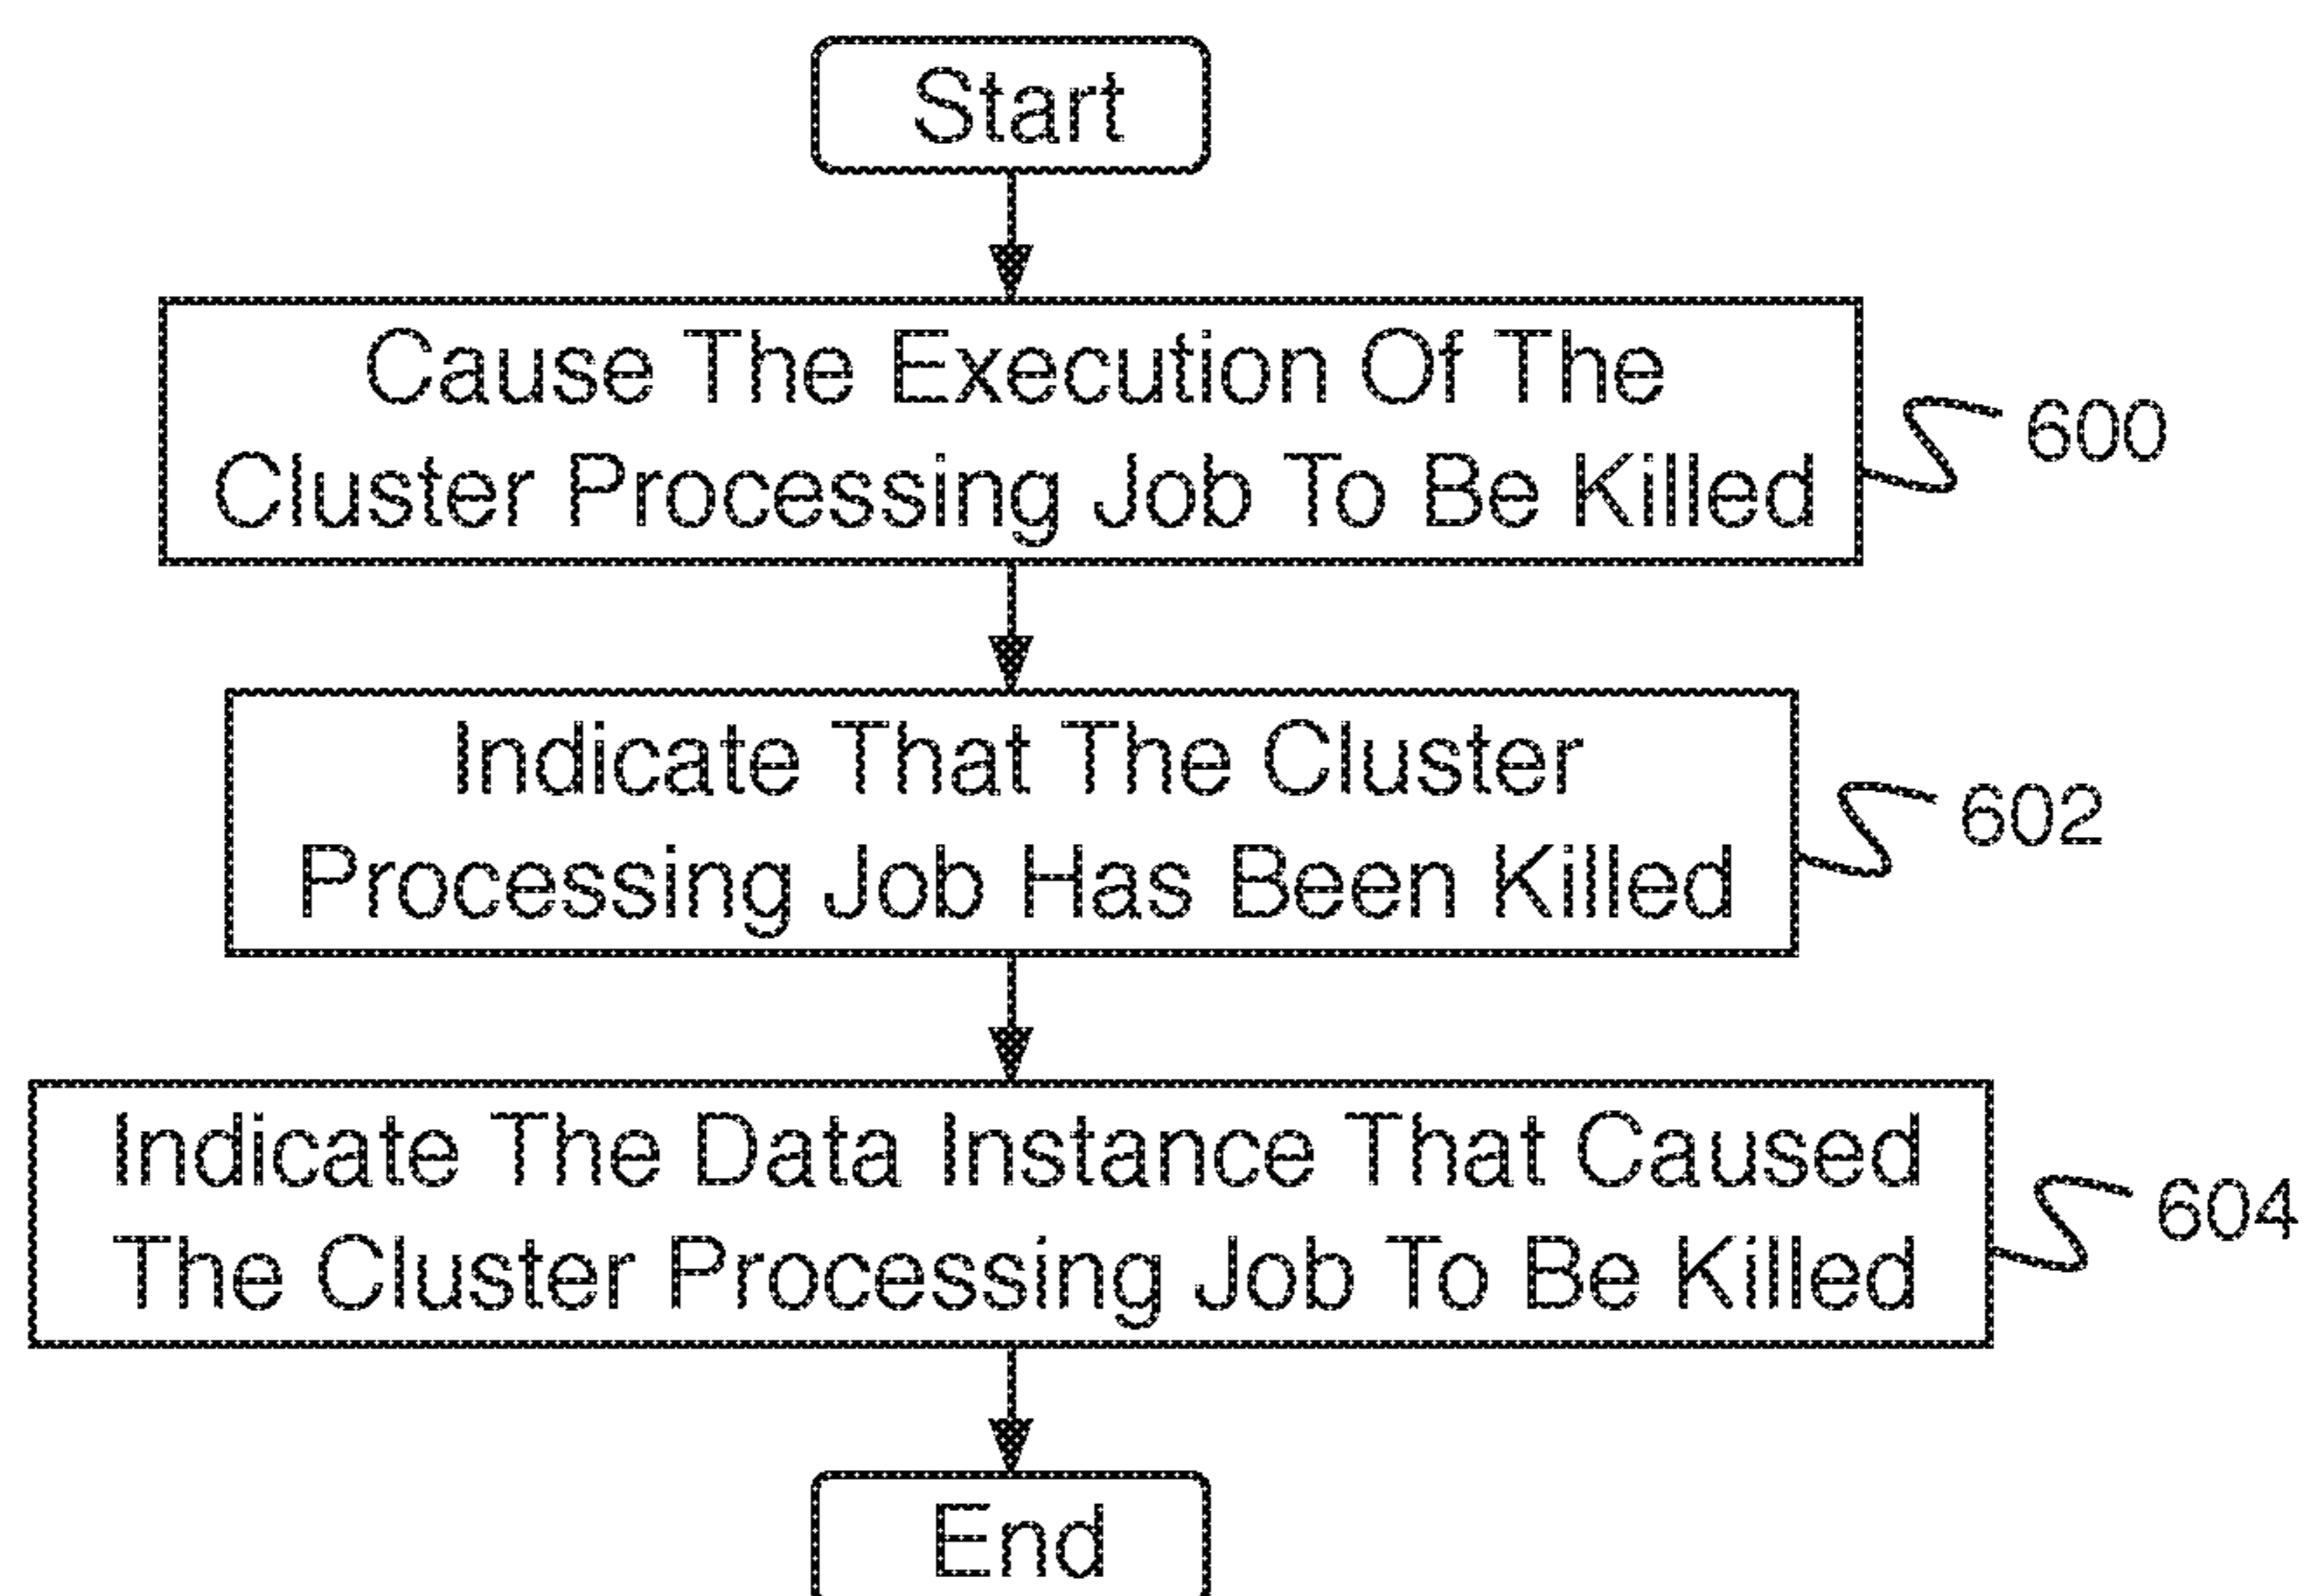 Start
Cause The Execution Of The
Cluster Processing Job To Be Killed
600
Indicate That The Cluster
Processing Job Has Been Killed
602
Indicate The Data Instance That Caused
The Cluster Processing Job To Be Killed
604
End